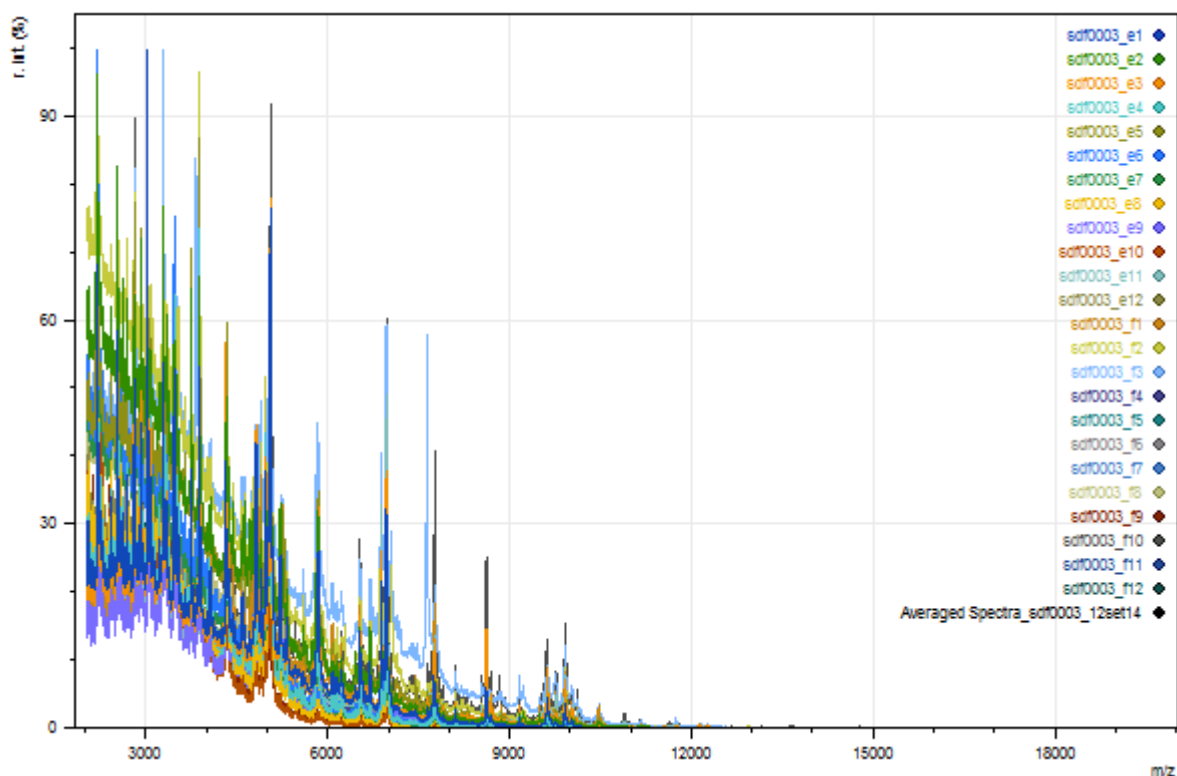 r. int. (%)
90
60
30
0
3000
6000
9000
12000
15000
18000
m/z
sdf0003_e1
sdf0003_e2
sdf0003_e3
sdf0003_e4
sdf0003_e5
sdf0003_e6
sdf0003_e7
sdf0003_e8
sdf0003_e9
sdf0003_e10
sdf0003_e11
sdf0003_e12
sdf0003_f1
sdf0003_f2
sdf0003_f3
sdf0003_f4
sdf0003_f5
sdf0003_f6
sdf0003_f7
sdf0003_f8
sdf0003_f9
sdf0003_f10
sdf0003_f11
sdf0003_f12
Averaged Spectra_sdf0003_12set14